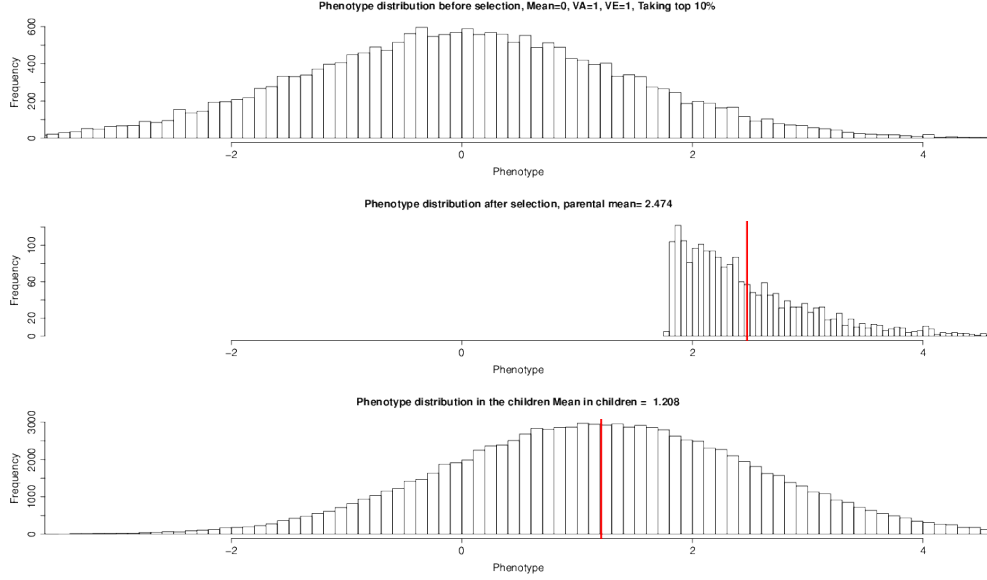 Phenotype distribution before selection, Mean=0, VA=1, VE=1, Taking top 10%
Frequency
0 200 400 600
-2 0 2 4
Phenotype
Phenotype distribution after selection, parental mean= 2.474
Frequency
0 20 60 100
-2 0 2 4
Phenotype
Phenotype distribution in the children Mean in children = 1.208
Frequency
0 1000 2000 3000
-2 0 2 4
Phenotype